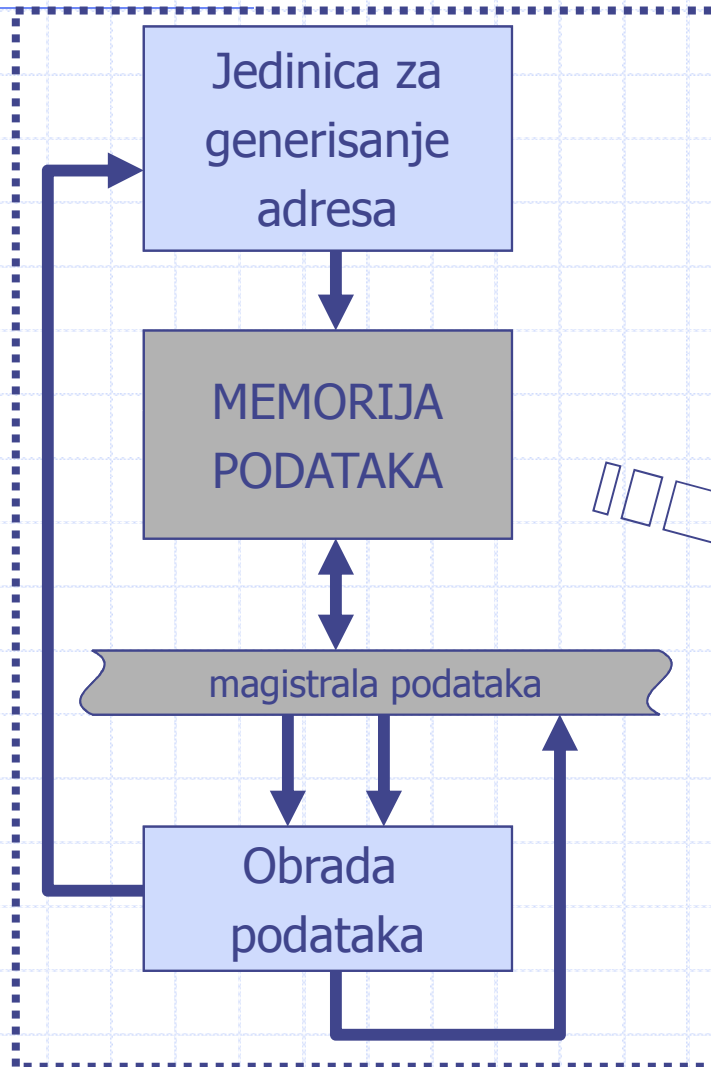 Jedinica za
generisanje
adresa
MEMORIJA
PODATAKA
magistrala podataka
Obrada
podataka